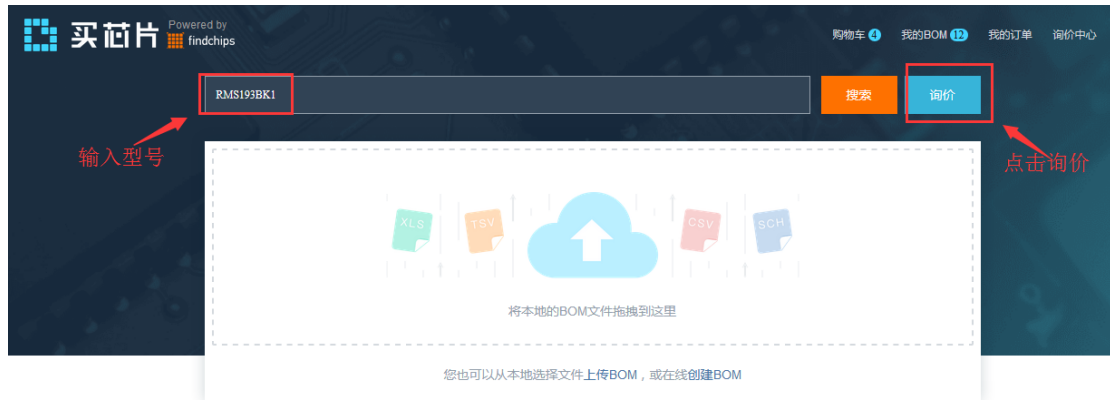 买芯片 Powered by
findchips
购物车 4 我的BOM 12 我的订单 询价中心
RMS193BK1 搜索 询价
输入型号 点击询价
XLS TSV CSV SCH
将本地的BOM文件拖拽到这里
您也可以从本地选择文件上传BOM，或在线创建BOM